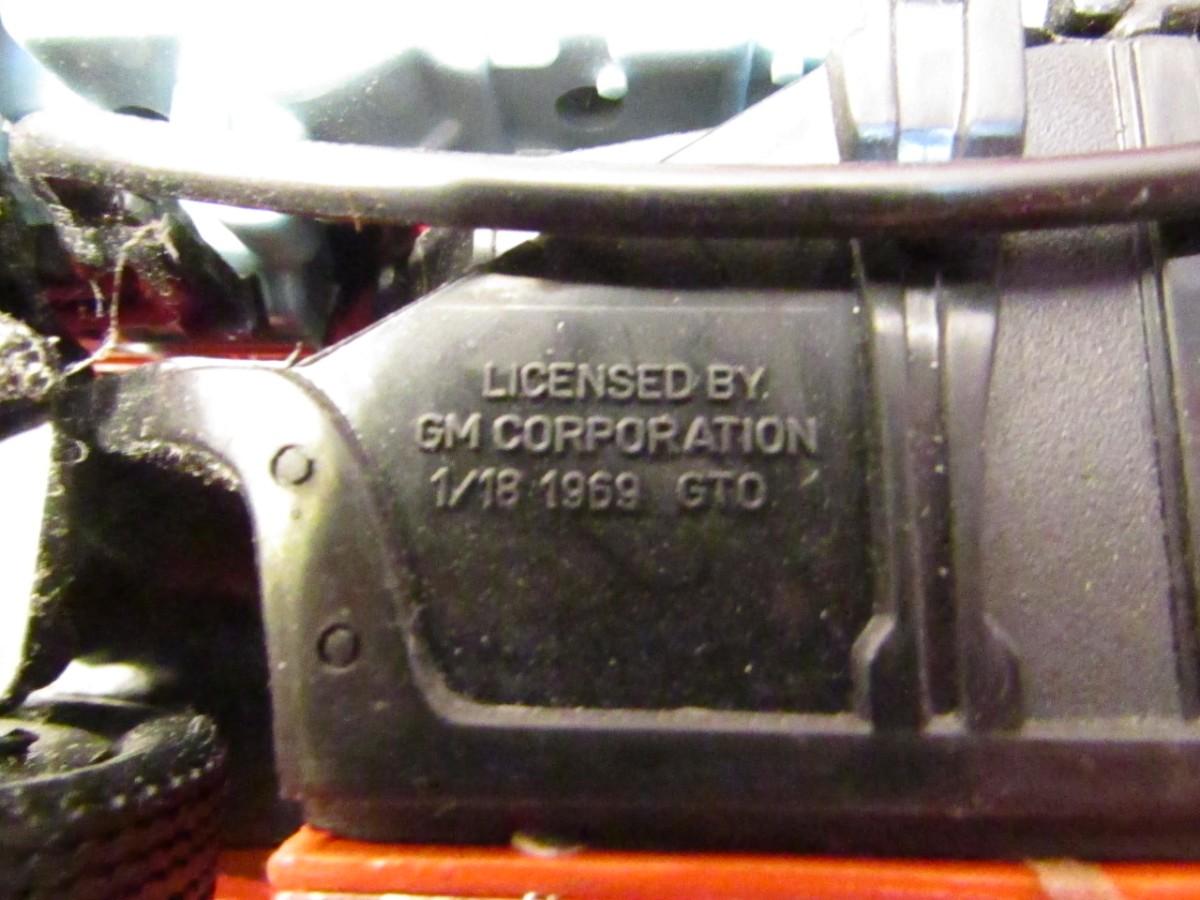 LICENSED BY.
GM CORPORATION
1/18 1969 GTO